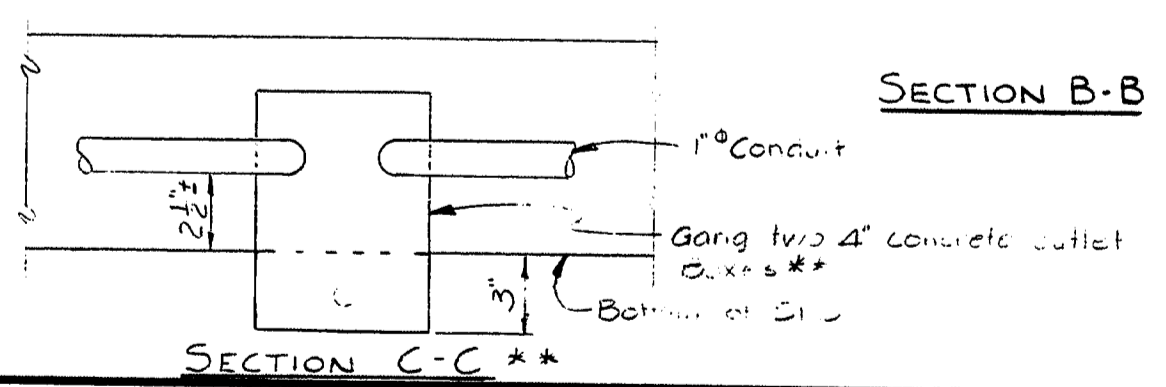 SECTION B-B
1"ᶲ Conduit
2½"±
Gang two 4" concrete outlet
Boxes **
3"
Bottom of
SECTION C-C **